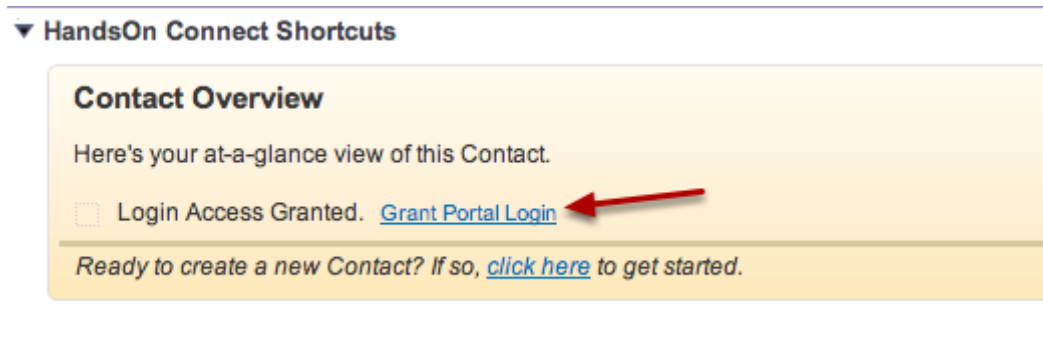 HandsOn Connect Shortcuts
Contact Overview
Here's your at-a-glance view of this Contact.
Login Access Granted. Grant Portal Login
Ready to create a new Contact? If so, click here to get started.